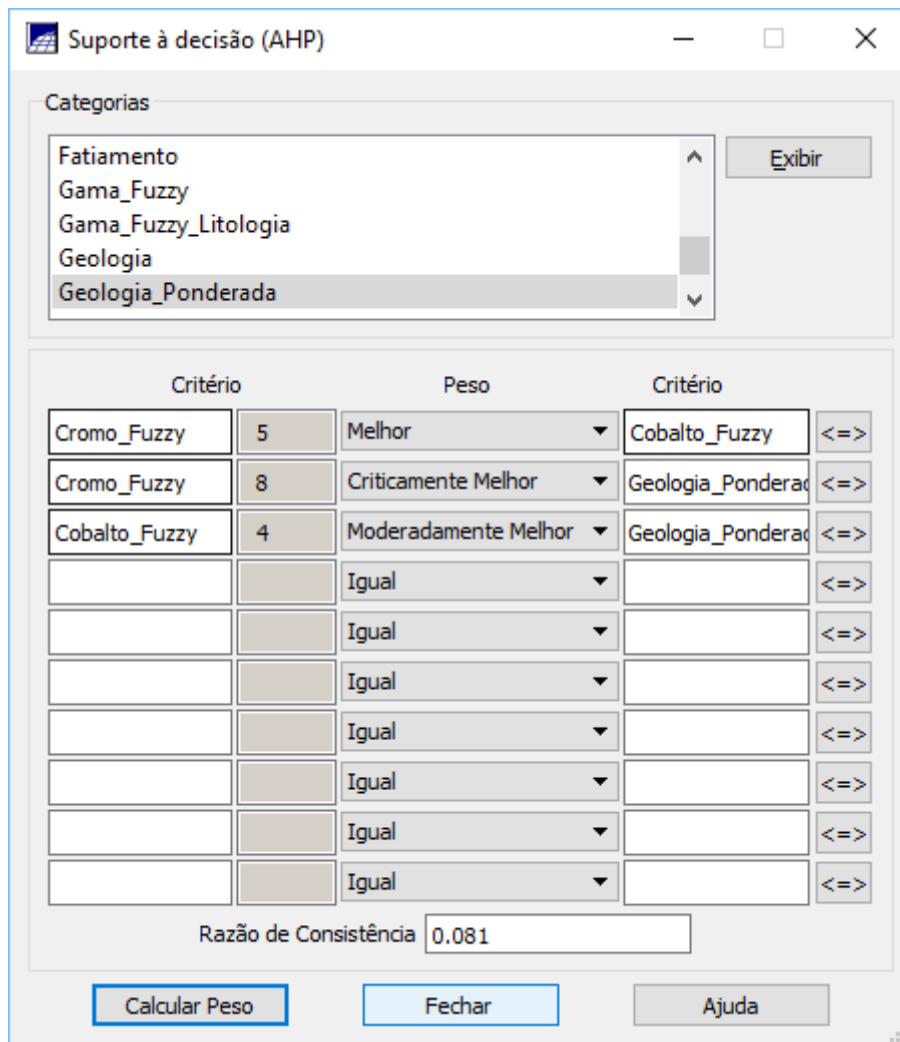 Suporte à decisão (AHP)
Categorias
Fatiamento
Exibir
Gama_Fuzzy
Gama_Fuzzy_Litologia
Geologia
Geologia_Ponderada
Critério Peso Critério
Cromo_Fuzzy 5 Melhor Cobalto_Fuzzy <=>
Cromo_Fuzzy 8 Criticamente Melhor Geologia_Ponderad <=>
Cobalto_Fuzzy 4 Moderadamente Melhor Geologia_Ponderad <=>
Igual <=>
Igual <=>
Igual <=>
Igual <=>
Igual <=>
Igual <=>
Igual <=>
Razão de Consistência 0.081
Calcular Peso Fechar Ajuda